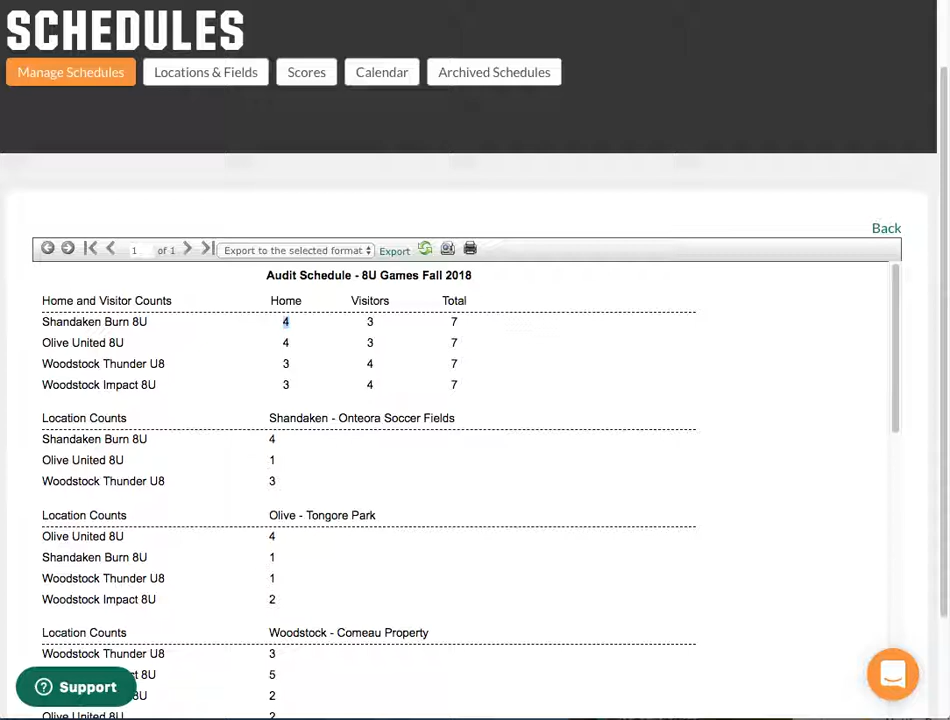 SCHEDULES
Manage Schedules Locations & Fields Scores Calendar Archived Schedules
Back
1 of 1 Export to the selected format Export
Audit Schedule - 8U Games Fall 2018
Home and Visitor Counts Home Visitors Total
Shandaken Burn 8U 4 3 7
Olive United 8U 4 3 7
Woodstock Thunder U8 3 4 7
Woodstock Impact 8U 3 4 7
Location Counts Shandaken - Onteora Soccer Fields
Shandaken Burn 8U 4
Olive United 8U 1
Woodstock Thunder U8 3
Location Counts Olive - Tongore Park
Olive United 8U 4
Shandaken Burn 8U 1
Woodstock Thunder U8 1
Woodstock Impact 8U 2
Location Counts Woodstock - Comeau Property
Woodstock Thunder U8 3
8U 5
8U 2
Olive United 8U 2
? Support